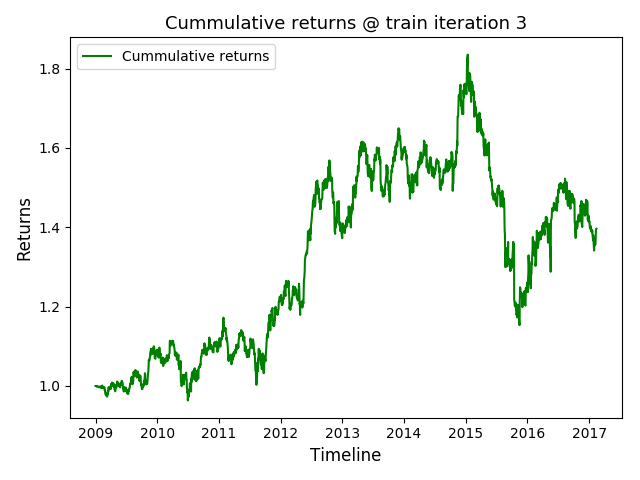 Cummulative returns @ train iteration 3
Cummulative returns
1.8
1.6
1.4
1.2
1.0
Returns
2009 2010 2011 2012 2013 2014 2015 2016 2017
Timeline